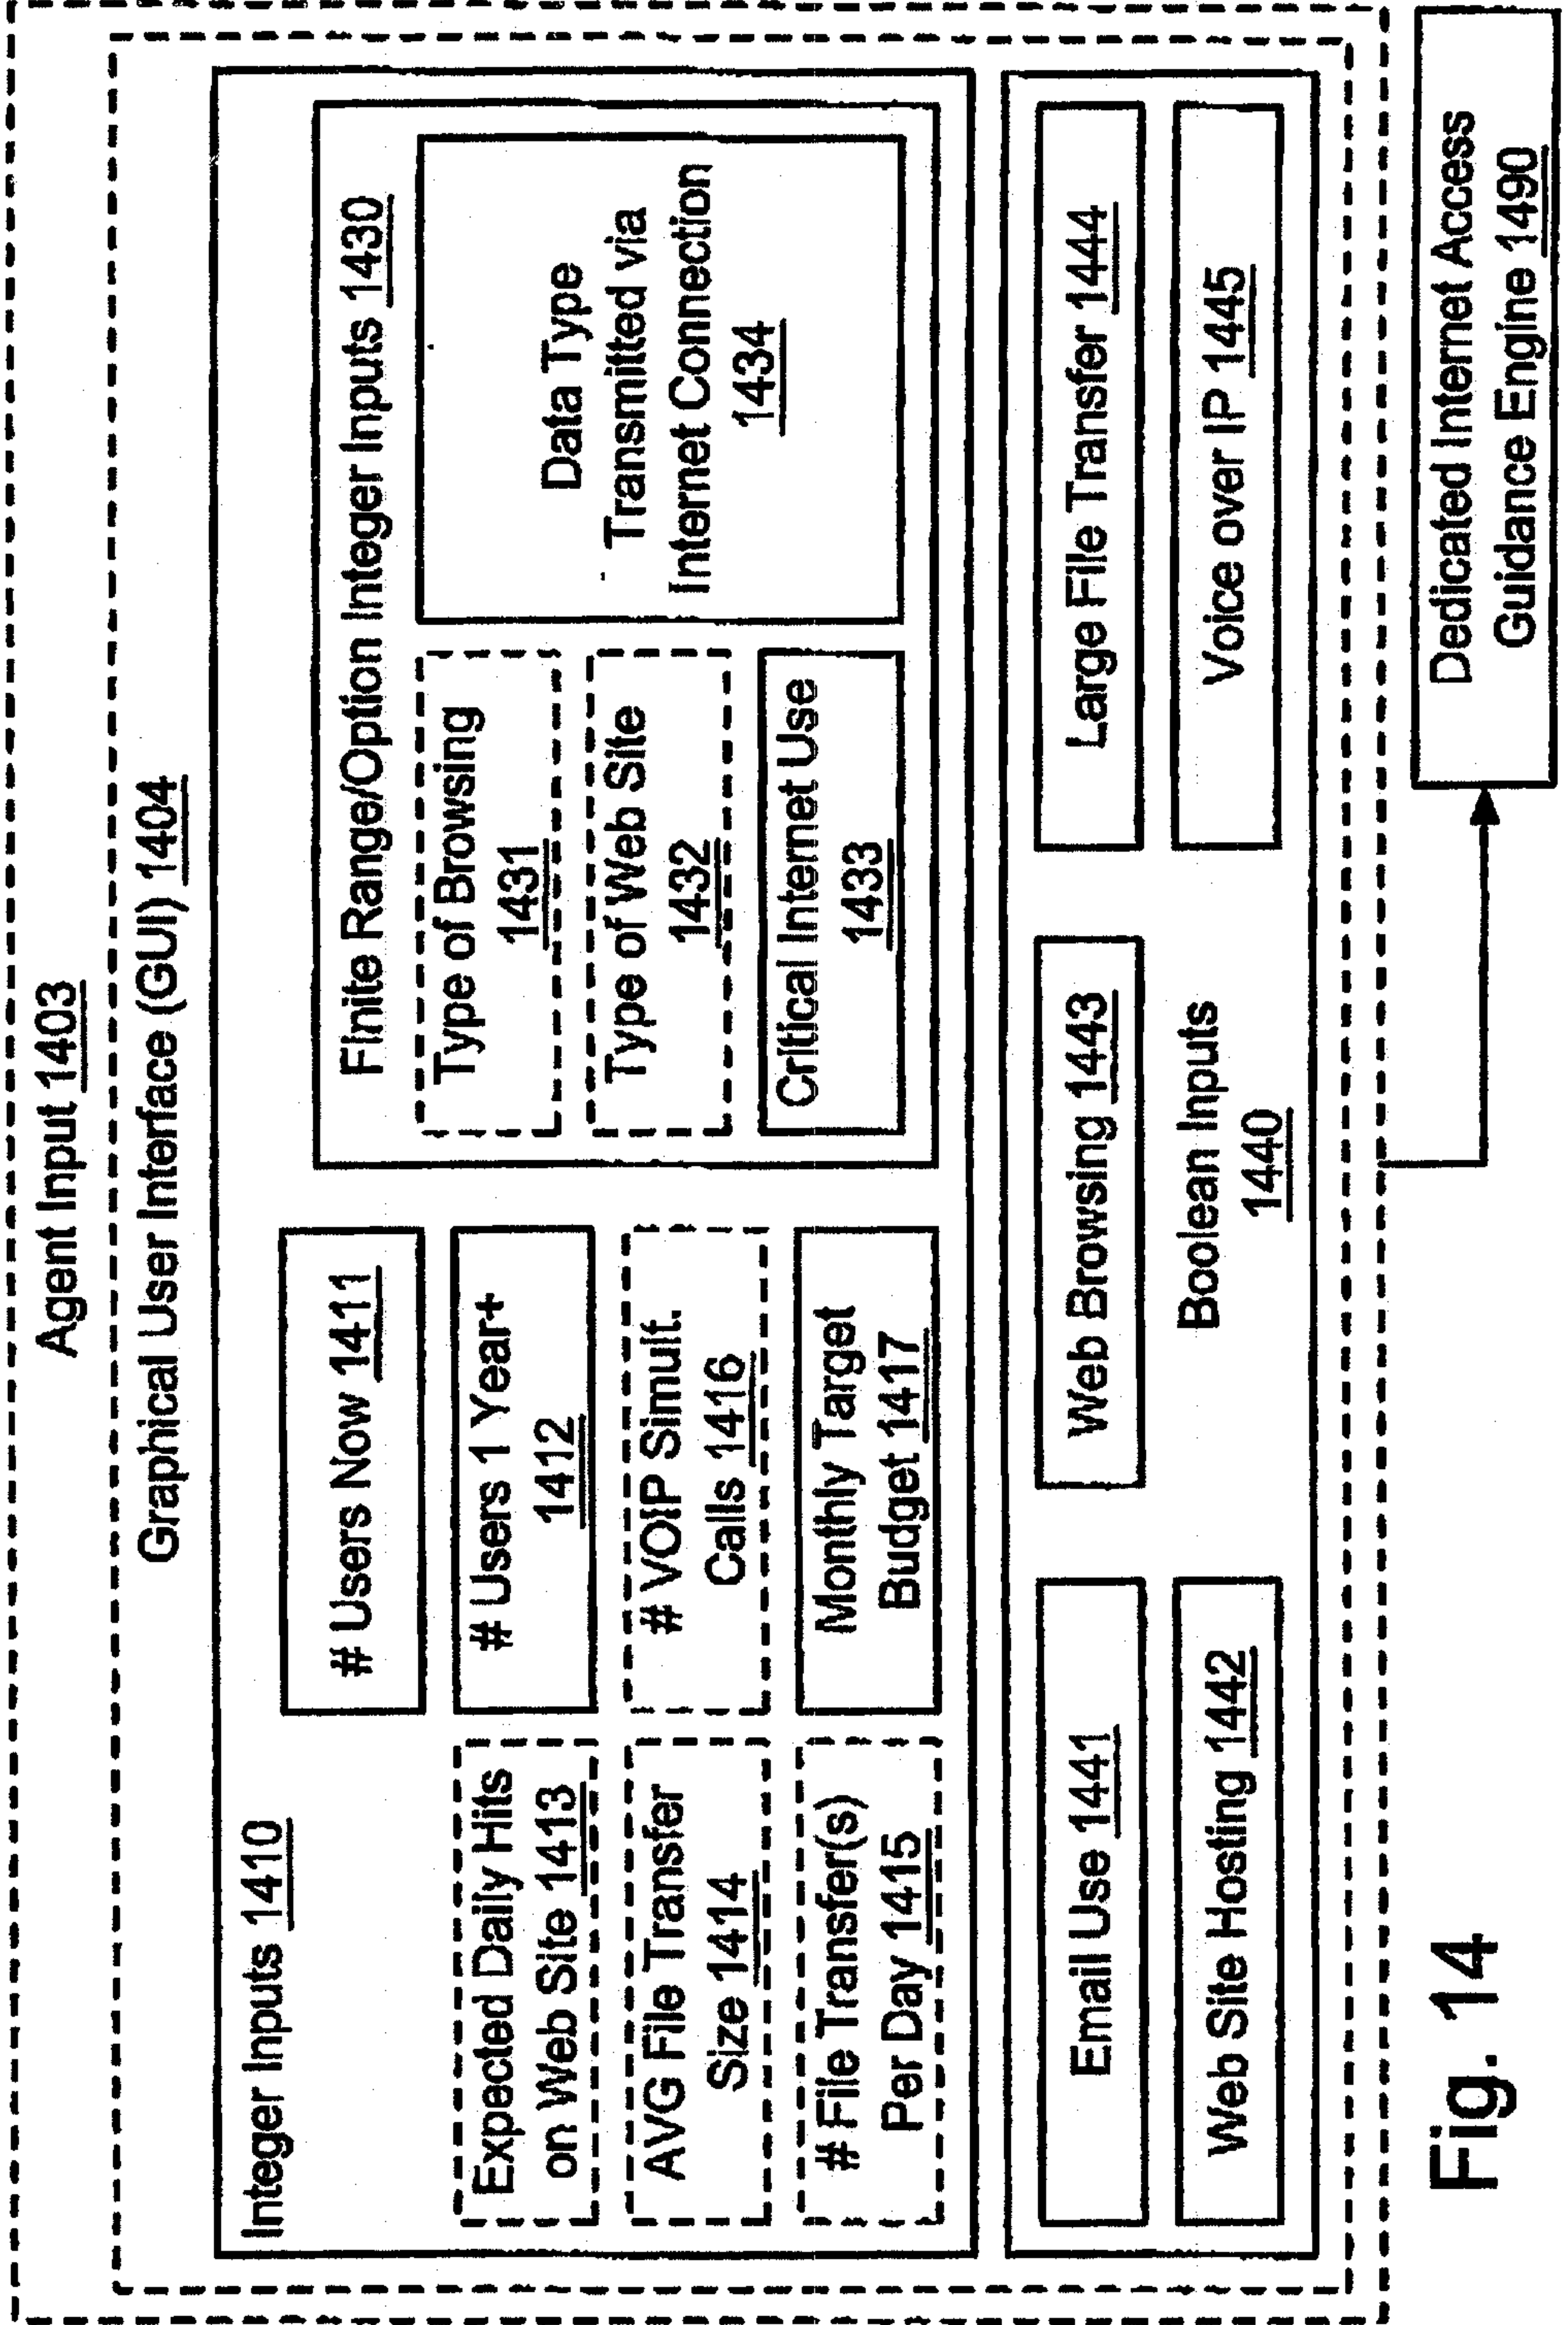 Agent Input 1403
Graphical User Interface (GUI) 1404
Integer Inputs 1410
# Users Now 1411
Expected Daily Hits
on Web Site 1413
# Users 1 Year+
1412
AVG File Transfer
Size 1414
# VOIP Simult.
Calls 1416
# File Transfer(s)
Per Day 1415
Monthly Target
Budget 1417
Finite Range/Option Integer Inputs 1430
Type of Browsing
1431
Type of Web Site
1432
Critical Internet Use
1433
Data Type
Transmitted via
Internet Connection
1434
Email Use 1441
Web Browsing 1443
Large File Transfer 1444
Web Site Hosting 1442
Boolean Inputs
1440
Voice over IP 1445
Dedicated Internet Access
Guidance Engine 1490
Fig. 14